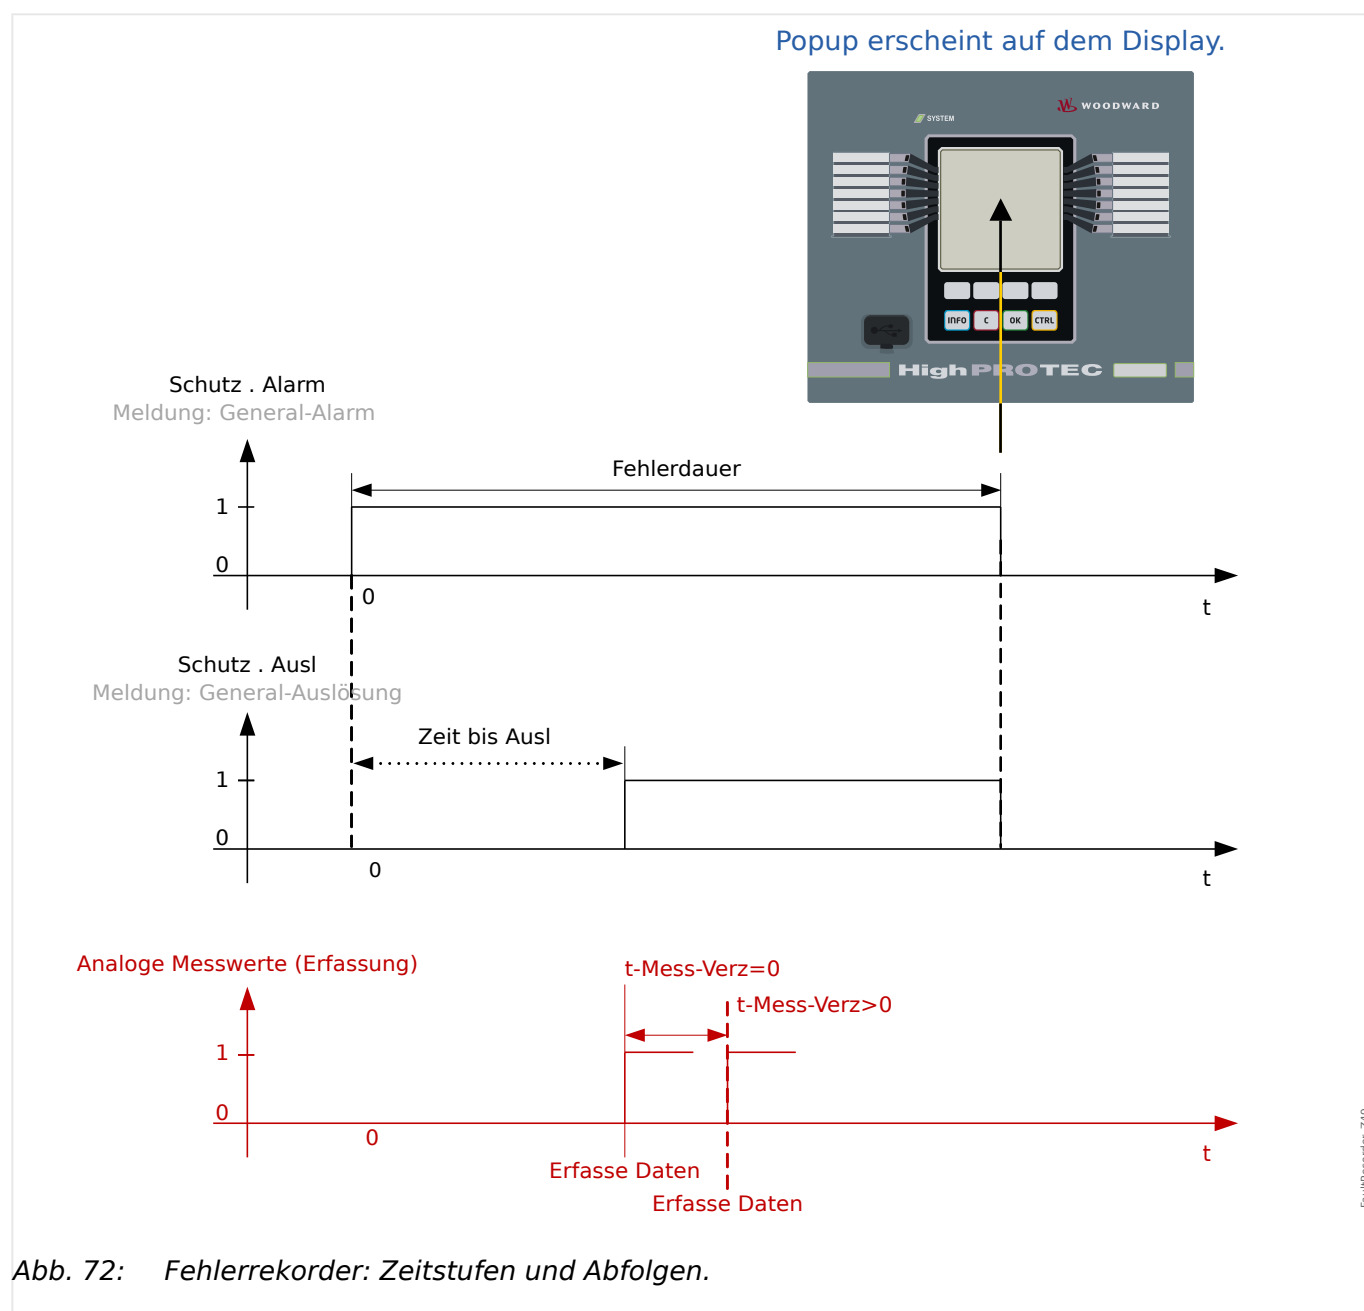 Popup erscheint auf dem Display.
WOODWARD
SYSTEM
INFO
C
OK
CTRL
HighPROTEC
Schutz . Alarm
Meldung: General-Alarm
Fehlerdauer
1
0
0
t
Schutz . Ausl
Meldung: General-Auslösung
Zeit bis Ausl
1
0
0
t
Analoge Messwerte (Erfassung)
t-Mess-Verz=0
t-Mess-Verz>0
1
0
0
t
Erfasse Daten
Erfasse Daten
Abb. 72: Fehlerrekorder: Zeitstufen und Abfolgen.